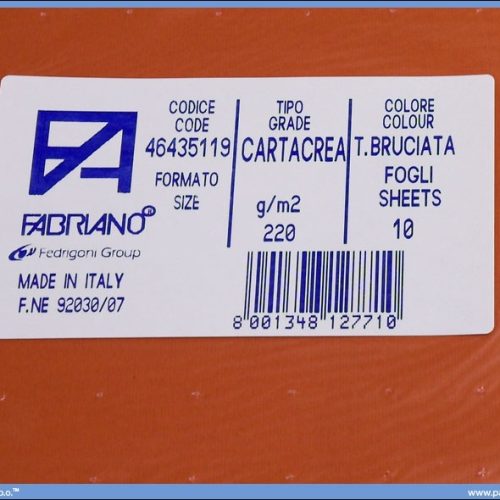 FA
FABRIANO®
Fedrigoni Group
MADE IN ITALY
F.NE 92030/07
CODICE
CODE
46435119
FORMATO
SIZE
TIPO
GRADE
CARTACREA
g/m2
220
COLORE
COLOUR
T.BRUCIATA
FOGLI
SHEETS
10
8 001348 127710